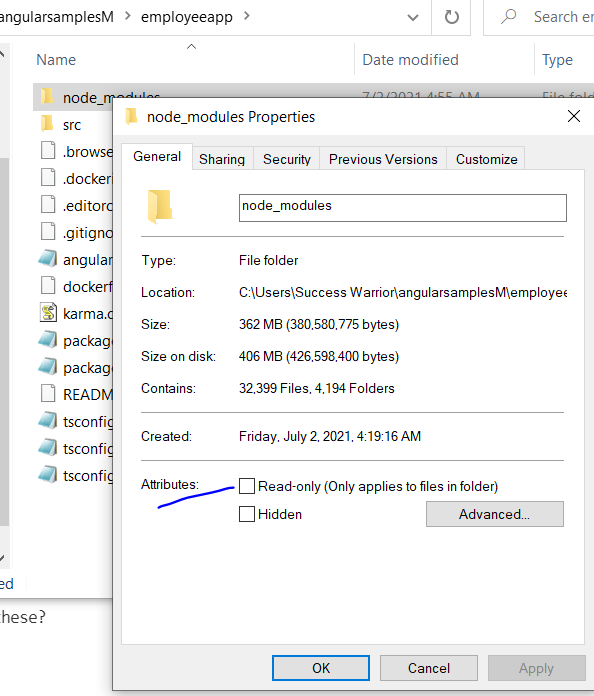 angularsamplesM > employeeapp >
Search er
Name
Date modified
Type
node_modules
7/2/2021 4:55 AM
File fold
src
.browse
.dockeri
.editorc
.gitigno
angular
dockerf
karma.c
packag
packag
READM
tsconfig
tsconfig
tsconfig
ed
these?
node_modules Properties
General
Sharing
Security
Previous Versions
Customize
node_modules
Type:
File folder
Location:
C:\Users\Success Warrior\angularsamplesM\employee
Size:
362 MB (380,580,775 bytes)
Size on disk:
406 MB (426,598,400 bytes)
Contains:
32,399 Files, 4,194 Folders
Created:
Friday, July 2, 2021, 4:19:16 AM
Attributes:
Read-only (Only applies to files in folder)
Hidden
Advanced...
OK
Cancel
Apply